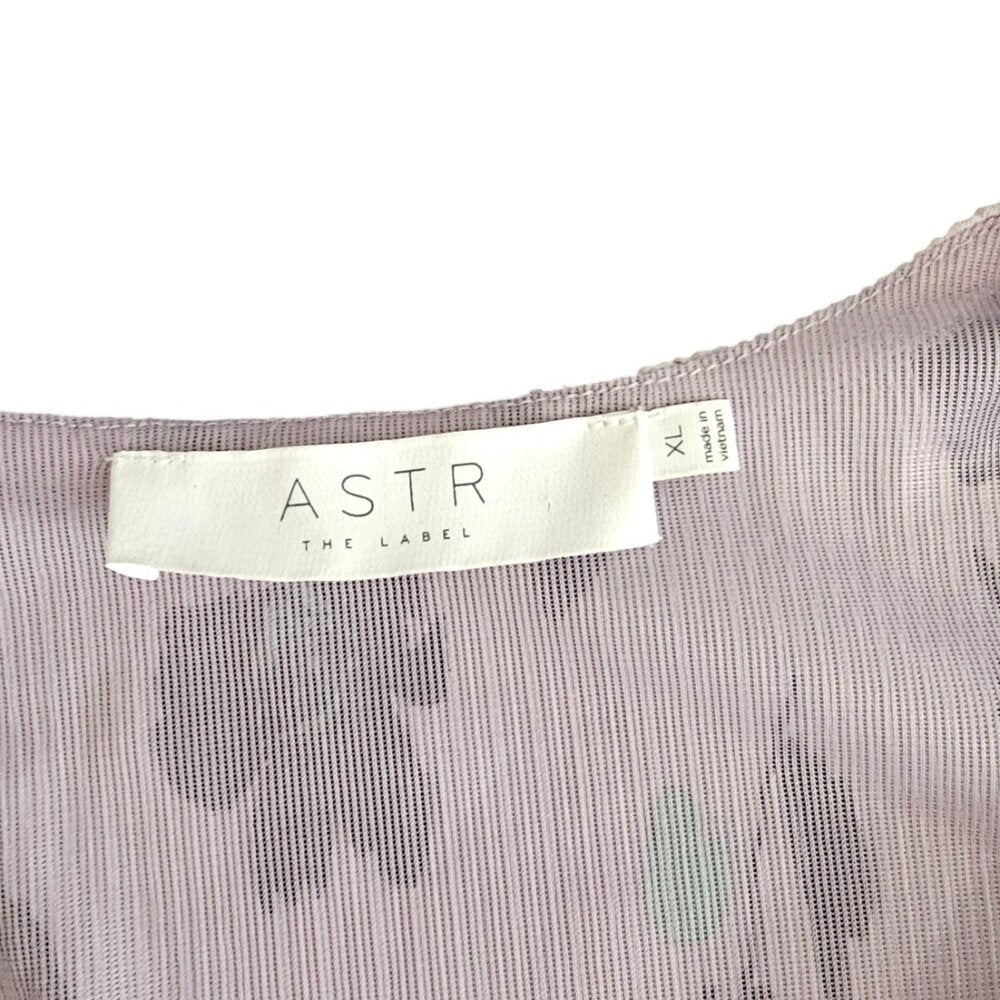 ASTR
THE LABEL
XL
made in
vietnam